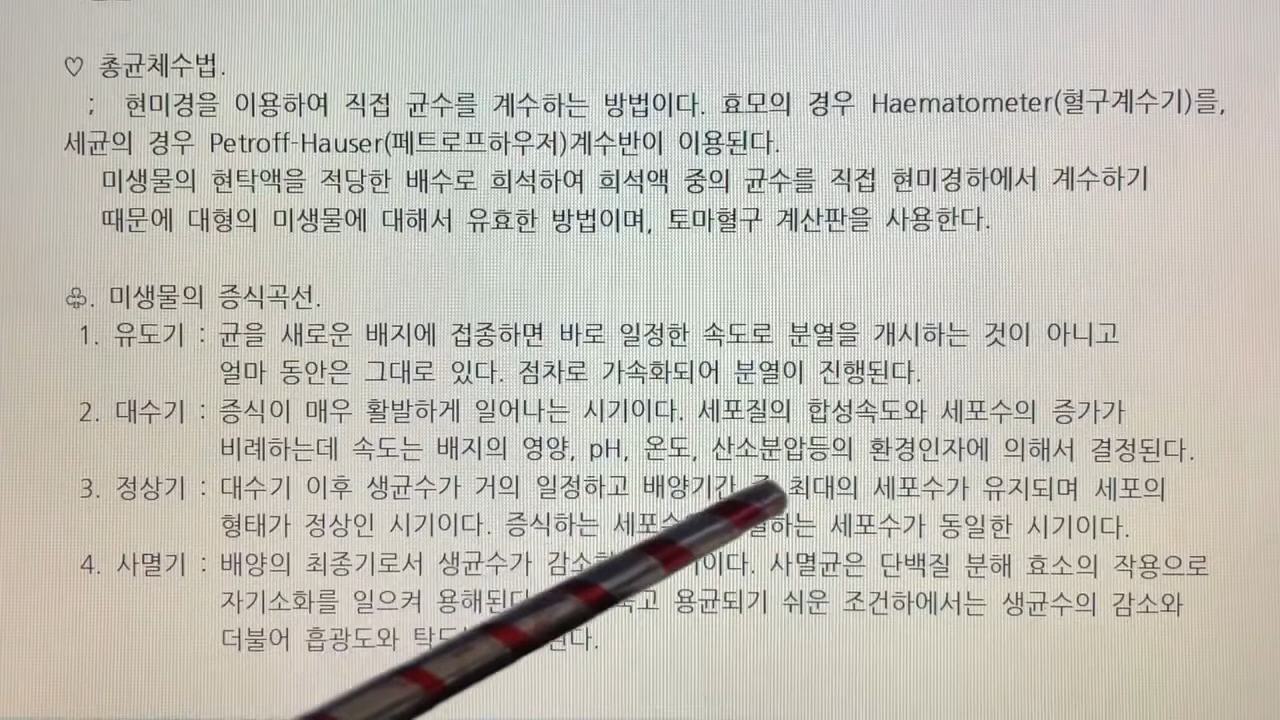 ♡ 총균체수법.
; 현미경을 이용하여 직접 균수를 계수하는 방법이다. 효모의 경우 Haematometer(혈구계수기)를,
세균의 경우 Petroff-Hauser(페트로프하우저)계수반이 이용된다.
미생물의 현탁액을 적당한 배수로 희석하여 희석액 중의 균수를 직접 현미경하에서 계수하기
때문에 대형의 미생물에 대해서 유효한 방법이며, 토마혈구 계산판을 사용한다.
♧. 미생물의 증식곡선.
1. 유도기 : 균을 새로운 배지에 접종하면 바로 일정한 속도로 분열을 개시하는 것이 아니고
얼마 동안은 그대로 있다. 점차로 가속화되어 분열이 진행된다.
2. 대수기 : 증식이 매우 활발하게 일어나는 시기이다. 세포질의 합성속도와 세포수의 증가가
비례하는데 속도는 배지의 영양, pH, 온도, 산소분압등의 환경인자에 의해서 결정된다.
3. 정상기 : 대수기 이후 생균수가 거의 일정하고 배양기간 최대의 세포수가 유지되며 세포의
형태가 정상인 시기이다. 증식하는 세포수가 동일한 시기이다.
4. 사멸기 : 배양의 최종기로서 생균수가 사멸균은 단백질 분해 효소의 작용으로
자기소화를 일으켜 용균되기 쉬운 조건하에서는 생균수의 감소와
더불어 흡광도와